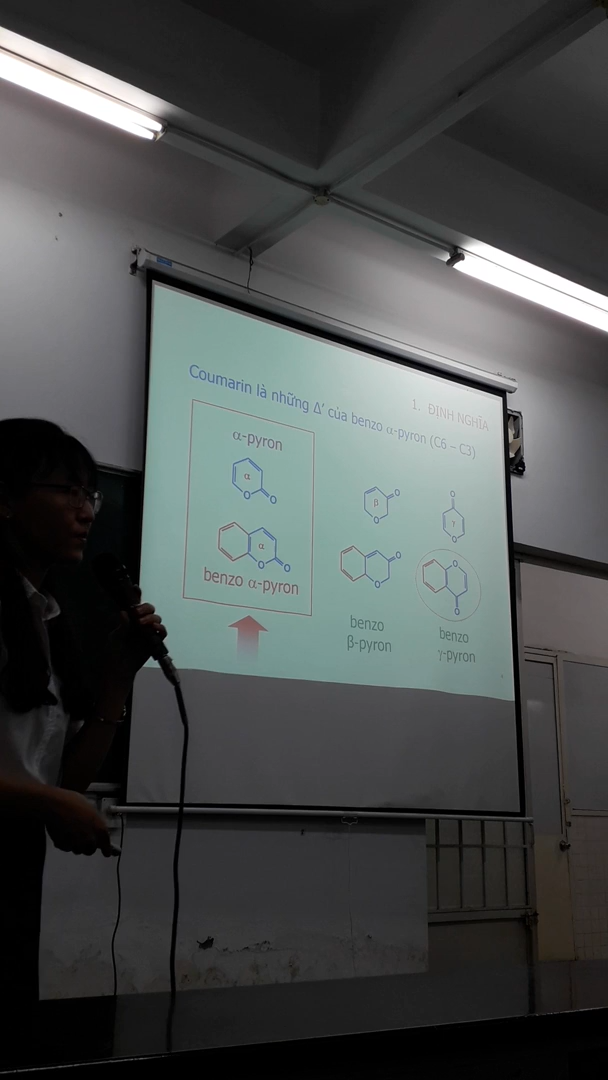 1. ĐỊNH NGHĨA
Coumarin là những Δ’ của benzo α-pyron (C6 – C3)
α-pyron
α
O
O
α
O
O
benzo α-pyron
β
O
O
O
O
benzo
β-pyron
O
γ
O
O
O
benzo
γ-pyron